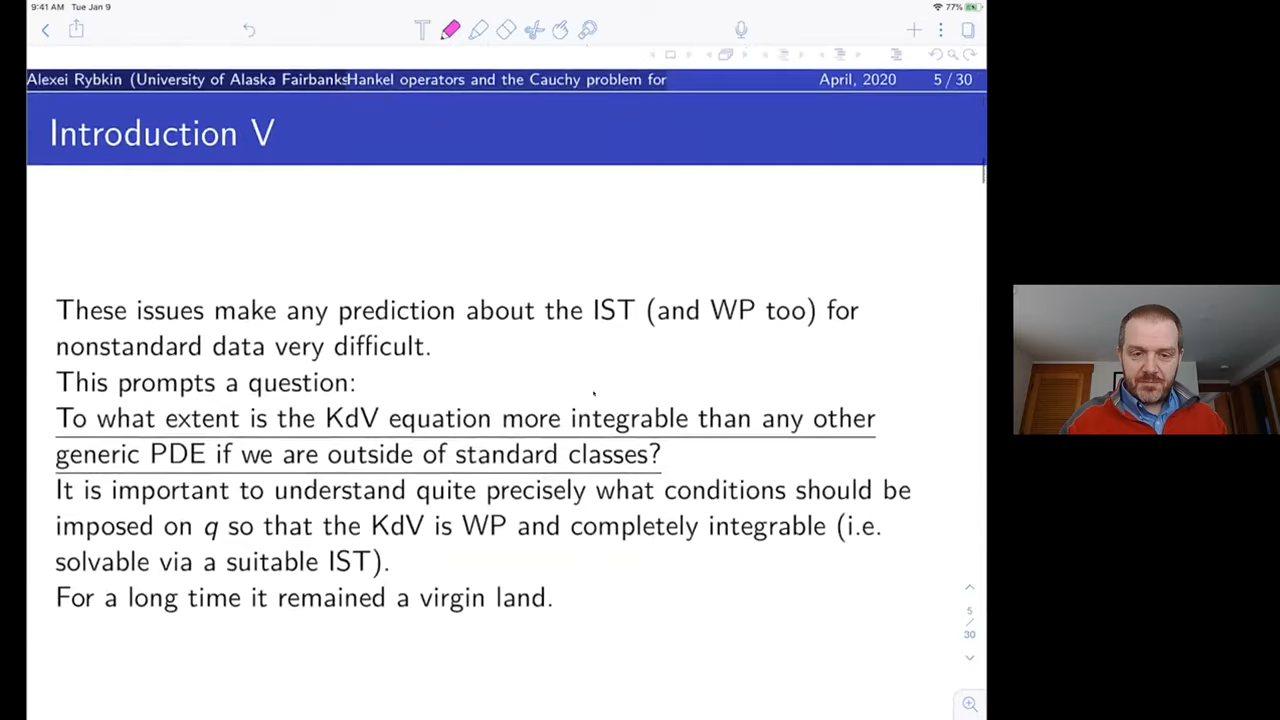 9:41 AM Tue Jan 9
77%
T
Alexei Rybkin (University of Alaska Fairbanks
Hankel operators and the Cauchy problem for
April, 2020
5 / 30
Introduction V
These issues make any prediction about the IST (and WP too) for
nonstandard data very difficult.
This prompts a question:
To what extent is the KdV equation more integrable than any other
generic PDE if we are outside of standard classes?
It is important to understand quite precisely what conditions should be
imposed on q so that the KdV is WP and completely integrable (i.e.
solvable via a suitable IST).
For a long time it remained a virgin land.
5
/
30